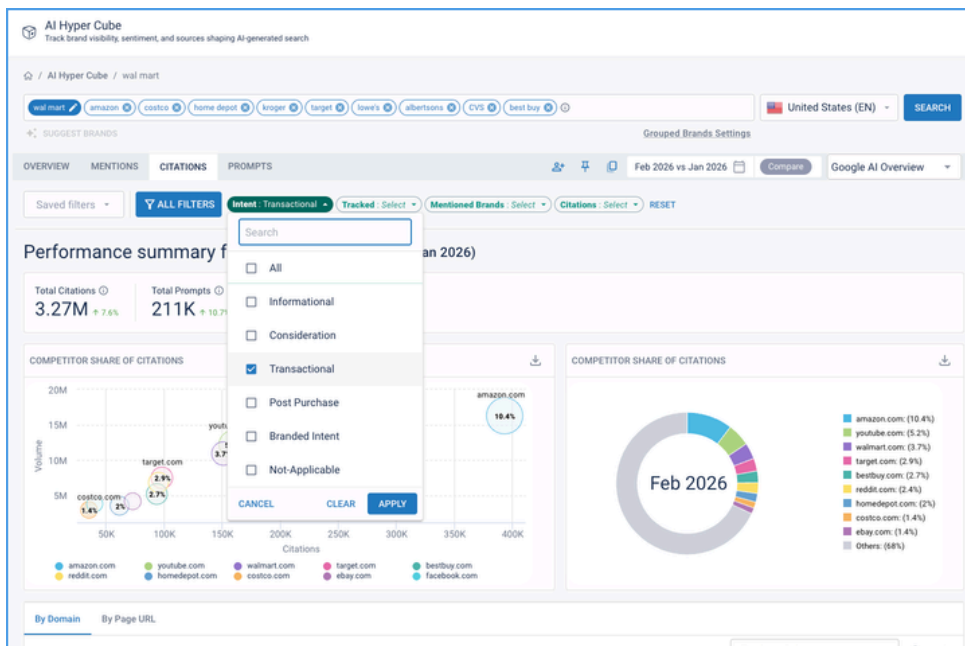 AI Hyper Cube
Track brand visibility, sentiment, and sources shaping AI-generated search
/ AI Hyper Cube / wal mart
wal mart amazon costco home depot kroger target lowe's albertsons CVS best buy
United States (EN)
SEARCH
SUGGEST BRANDS
Grouped Brands Settings
OVERVIEW MENTIONS CITATIONS PROMPTS
Feb 2026 vs Jan 2026
Compare
Google AI Overview
Saved filters
ALL FILTERS
Intent : Transactional
Tracked : Select
Mentioned Brands : Select
Citations : Select
RESET
Search
All
Informational
Consideration
Transactional
Post Purchase
Branded Intent
Not-Applicable
CANCEL CLEAR APPLY
Performance summary f
an 2026)
Total Citations
3.27M 7.6%
Total Prompts
211K 10.7
COMPETITOR SHARE OF CITATIONS
20M
15M
10M
5M
Volume
amazon.com
10.4%
yout
3.7
target.com
2.9%
2.7%
costco.com
1.4%
2%
50K 100K 150K 200K 250K 300K 350K 400K
Citations
amazon.com youtube.com walmart.com target.com bestbuy.com
reddit.com homedepot.com costco.com ebay.com facebook.com
COMPETITOR SHARE OF CITATIONS
Feb 2026
amazon.com: (10.4%)
youtube.com: (5.2%)
walmart.com: (3.7%)
target.com: (2.9%)
bestbuy.com: (2.7%)
reddit.com: (2.4%)
homedepot.com: (2%)
costco.com: (1.4%)
ebay.com: (1.4%)
Others: (68%)
By Domain By Page URL